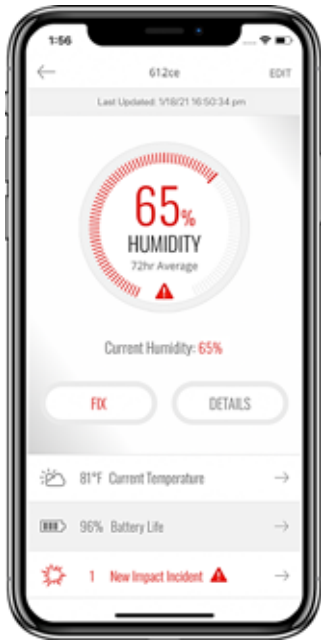 1:56
612ce
EDIT
Last Updated: 1/18/21 16:50:34 pm
65%
HUMIDITY
72hr Average
Current Humidity: 65%
FIX
DETAILS
81°F Current Temperature
96% Battery Life
1 New Impact Incident